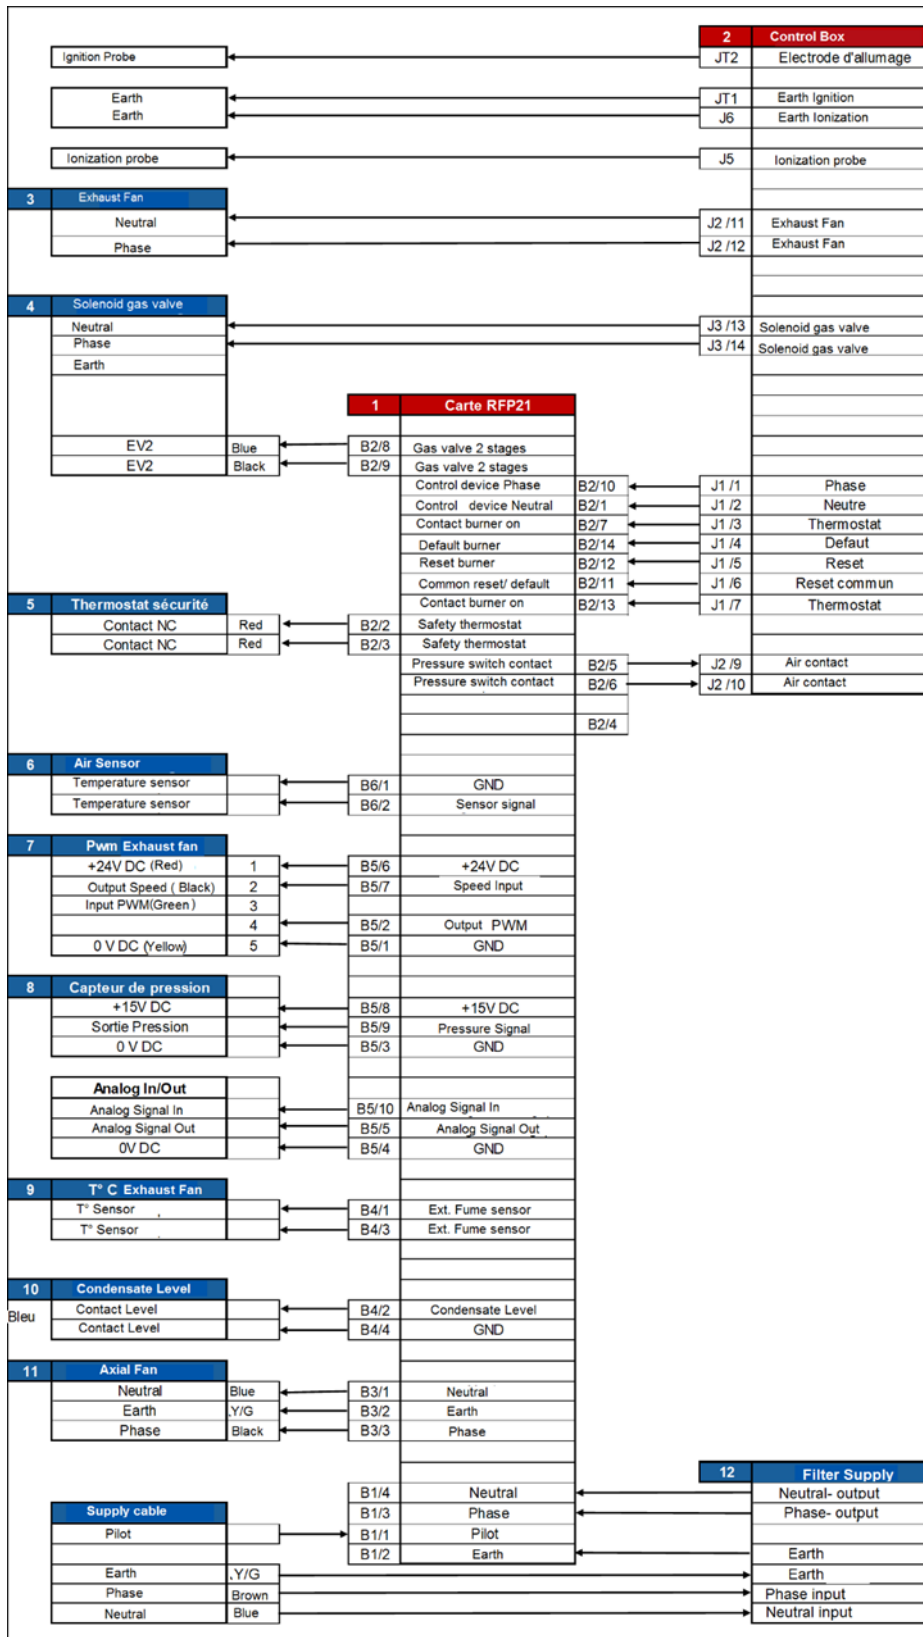 2 Control Box
Ignition Probe JT2 Electrode d'allumage
Earth JT1 Earth Ignition
Earth J6 Earth Ionization
Ionization probe J5 Ionization probe
3 Exhaust Fan
Neutral J2 /11 Exhaust Fan
Phase J2 /12 Exhaust Fan
4 Solenoid gas valve
Neutral J3 /13 Solenoid gas valve
Phase J3 /14 Solenoid gas valve
Earth
1 Carte RFP21
EV2 Blue B2/8 Gas valve 2 stages
EV2 Black B2/9 Gas valve 2 stages
Control device Phase B2/10 J1 /1 Phase
Control device Neutral B2/1 J1 /2 Neutre
Contact burner on B2/7 J1 /3 Thermostat
Default burner B2/14 J1 /4 Defaut
Reset burner B2/12 J1 /5 Reset
Common reset/ default B2/11 J1 /6 Reset commun
5 Thermostat sécurité Contact burner on B2/13 J1 /7 Thermostat
Contact NC Red B2/2 Safety thermostat
Contact NC Red B2/3 Safety thermostat
Pressure switch contact B2/5 J2 /9 Air contact
Pressure switch contact B2/6 J2 /10 Air contact
B2/4
6 Air Sensor
Temperature sensor B6/1 GND
Temperature sensor B6/2 Sensor signal
7 Pwm Exhaust fan
+24V DC (Red) 1 B5/6 +24V DC
Output Speed ( Black) 2 B5/7 Speed Input
Input PWM(Green) 3
4 B5/2 Output PWM
0 V DC (Yellow) 5 B5/1 GND
8 Capteur de pression
+15V DC B5/8 +15V DC
Sortie Pression B5/9 Pressure Signal
0 V DC B5/3 GND
Analog In/Out
Analog Signal In B5/10 Analog Signal In
Analog Signal Out B5/5 Analog Signal Out
0V DC B5/4 GND
9 T° C Exhaust Fan
T° Sensor B4/1 Ext. Fume sensor
T° Sensor B4/3 Ext. Fume sensor
10 Condensate Level
Bleu Contact Level B4/2 Condensate Level
Contact Level B4/4 GND
11 Axial Fan
Neutral Blue B3/1 Neutral
Earth .Y/G B3/2 Earth
Phase Black B3/3 Phase
12 Filter Supply
B1/4 Neutral Neutral- output
Supply cable B1/3 Phase Phase- output
Pilot B1/1 Pilot
B1/2 Earth Earth
Earth .Y/G Earth
Phase Brown Phase input
Neutral Blue Neutral input